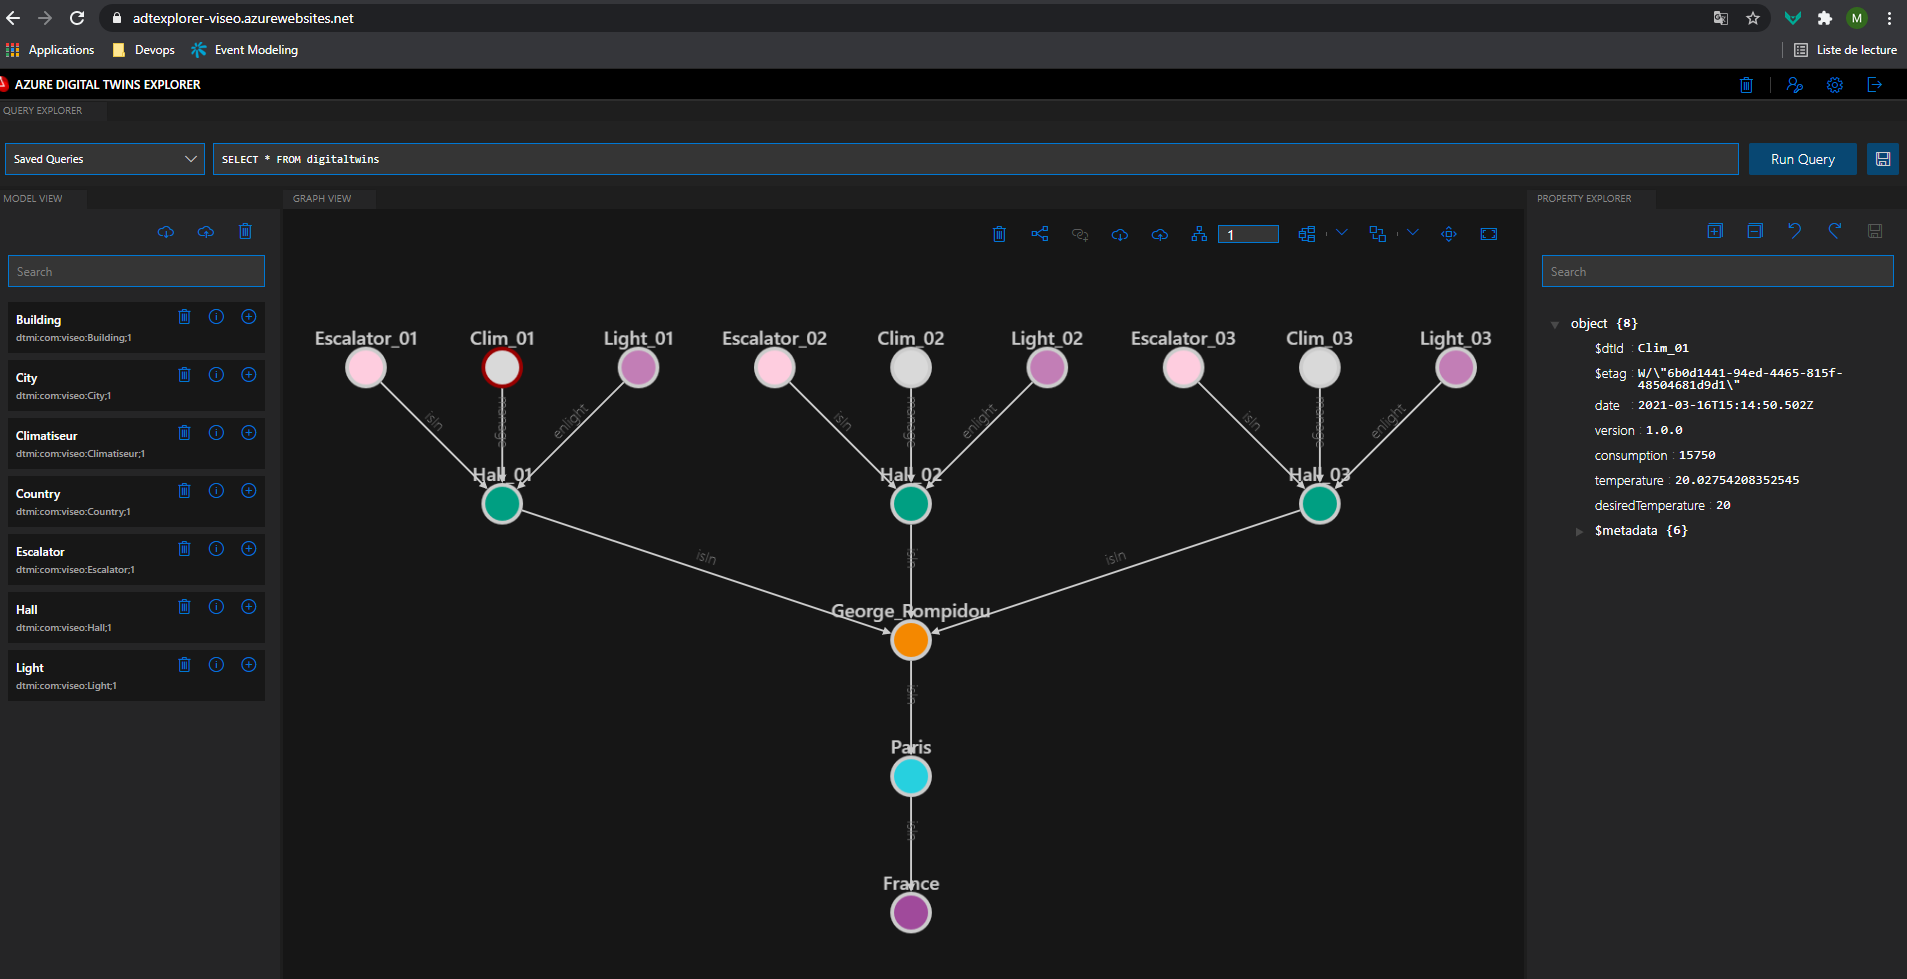 adtexplorer-viseo.azurewebsites.net
M
Applications
Devops
Event Modeling
Liste de lecture
AZURE DIGITAL TWINS EXPLORER
QUERY EXPLORER
Saved Queries
SELECT * FROM digitaltwins
Run Query
MODEL VIEW
Search
Building
dtmi:com:viseo:Building;1
City
dtmi:com:viseo:City;1
Climatiseur
dtmi:com:viseo:Climatiseur;1
Country
dtmi:com:viseo:Country;1
Escalator
dtmi:com:viseo:Escalator;1
Hall
dtmi:com:viseo:Hall;1
Light
dtmi:com:viseo:Light;1
GRAPH VIEW
1
Escalator_01
Clim_01
Light_01
Escalator_02
Clim_02
Light_02
Escalator_03
Clim_03
Light_03
isIn
manage
enlight
isIn
manage
enlight
isIn
manage
enlight
Hall_01
Hall_02
Hall_03
isIn
isIn
isIn
George_Rompidou
isIn
Paris
isIn
France
PROPERTY EXPLORER
Search
object {8}
$dtId : Clim_01
$etag : W/\"6b0d1441-94ed-4465-815f-
48504681d9d1\"
date : 2021-03-16T15:14:50.502Z
version : 1.0.0
consumption : 15750
temperature : 20.02754208352545
desiredTemperature : 20
$metadata {6}